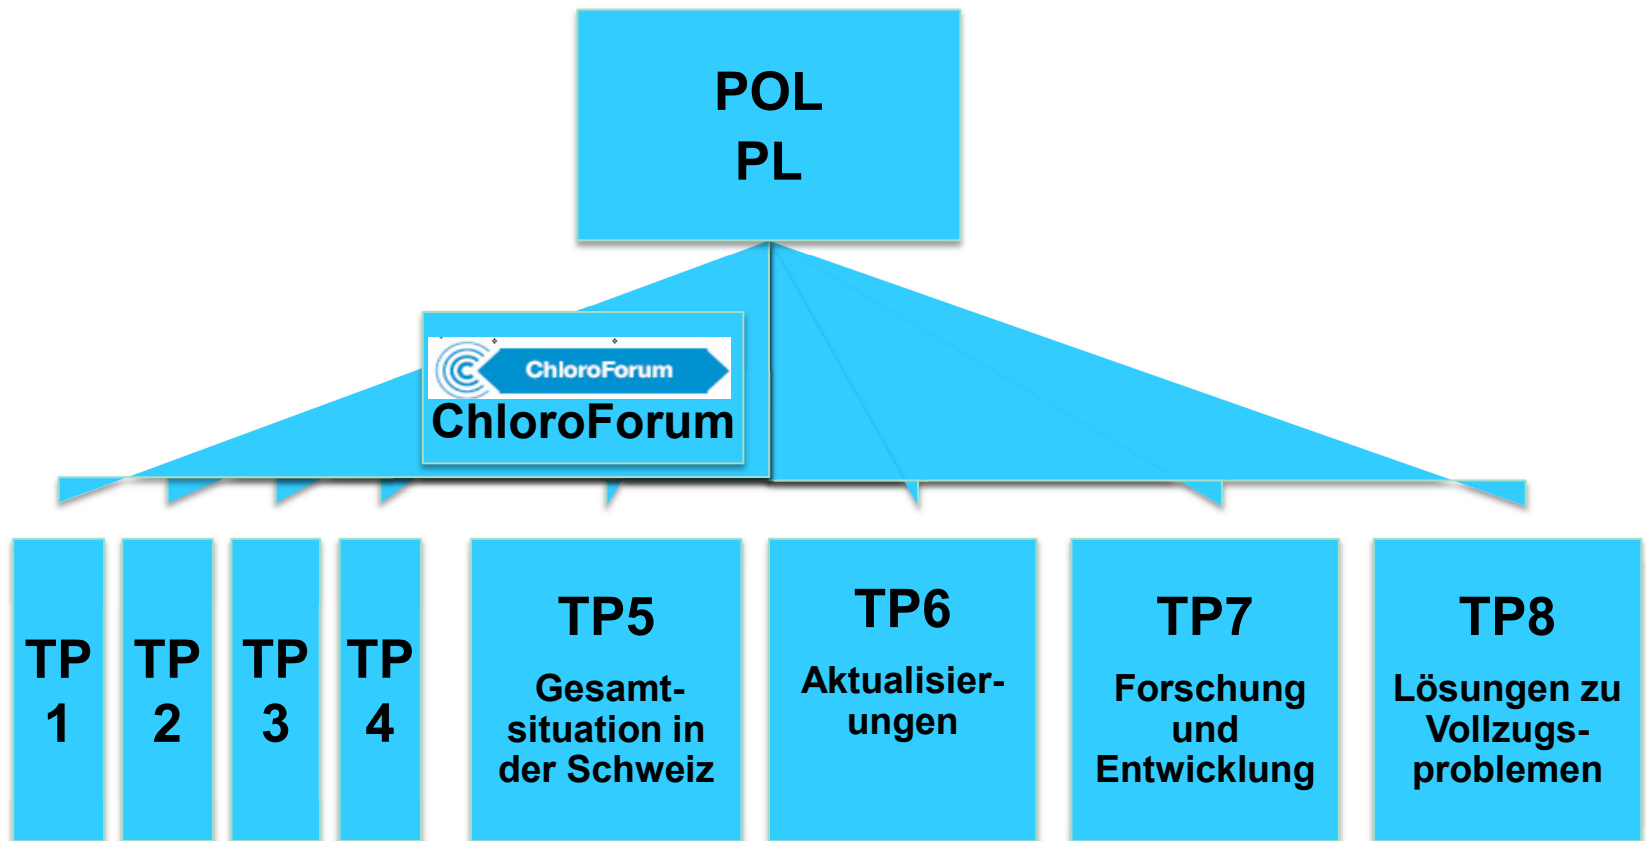 POL
PL
ChloroForum
ChloroForum
TP
1
TP
2
TP
3
TP
4
TP5
Gesamt-
situation in
der Schweiz
TP6
Aktualisier-
ungen
TP7
Forschung
und
Entwicklung
TP8
Lösungen zu
Vollzugs-
problemen